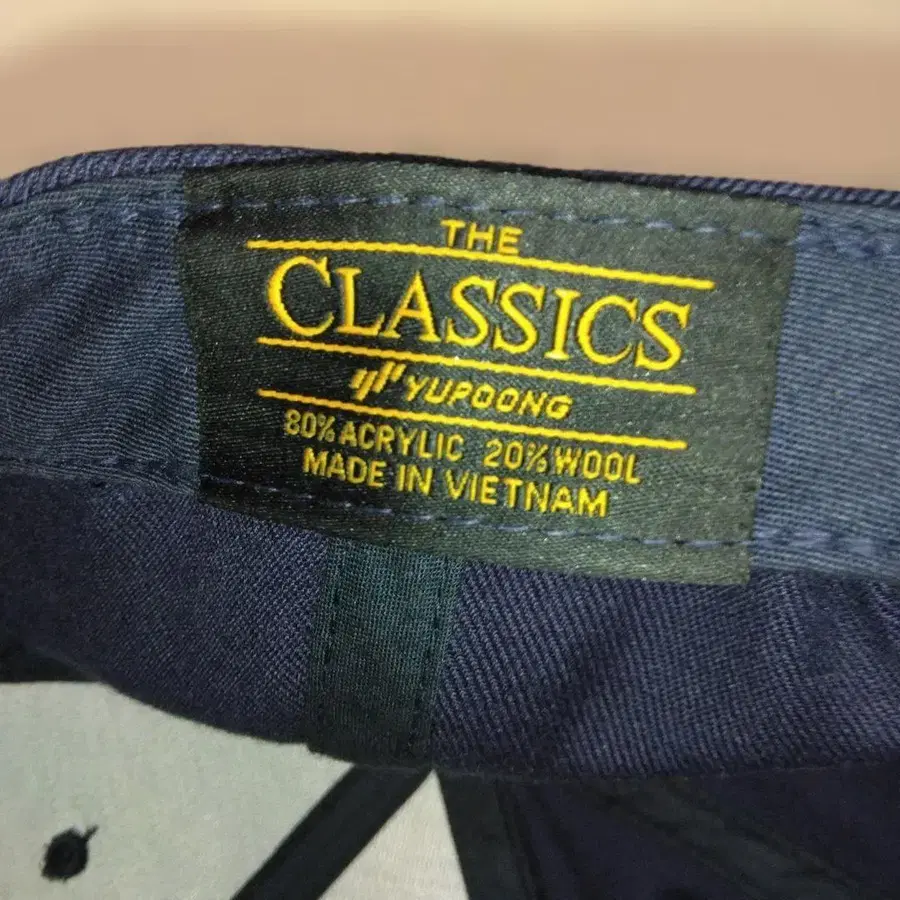 THE
CLASSICS
YUPOONG
80% ACRYLIC 20% WOOL
MADE IN VIETNAM